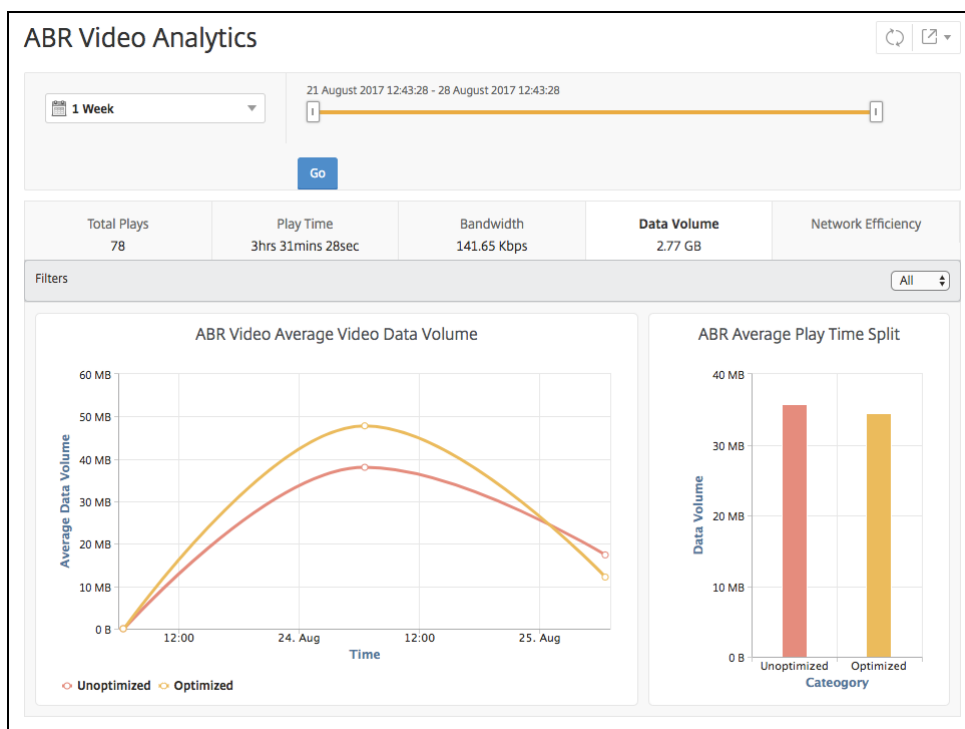 ABR Video Analytics
21 August 2017 12:43:28 - 28 August 2017 12:43:28
1 Week
Go
Total Plays
78
Play Time
3hrs 31mins 28sec
Bandwidth
141.65 Kbps
Data Volume
2.77 GB
Network Efficiency
Filters
All
ABR Video Average Video Data Volume
60 MB
50 MB
40 MB
30 MB
20 MB
10 MB
0 B
Average Data Volume
12:00
24. Aug
12:00
25. Aug
Time
Unoptimized
Optimized
ABR Average Play Time Split
40 MB
30 MB
20 MB
10 MB
0 B
Data Volume
Unoptimized
Optimized
Cateogory